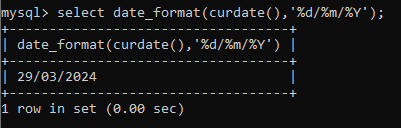 mysql> select date_format(curdate(),'%d/%m/%Y');
+-----------------------------------+
| date_format(curdate(),'%d/%m/%Y') |
+-----------------------------------+
| 29/03/2024                        |
+-----------------------------------+
1 row in set (0.00 sec)